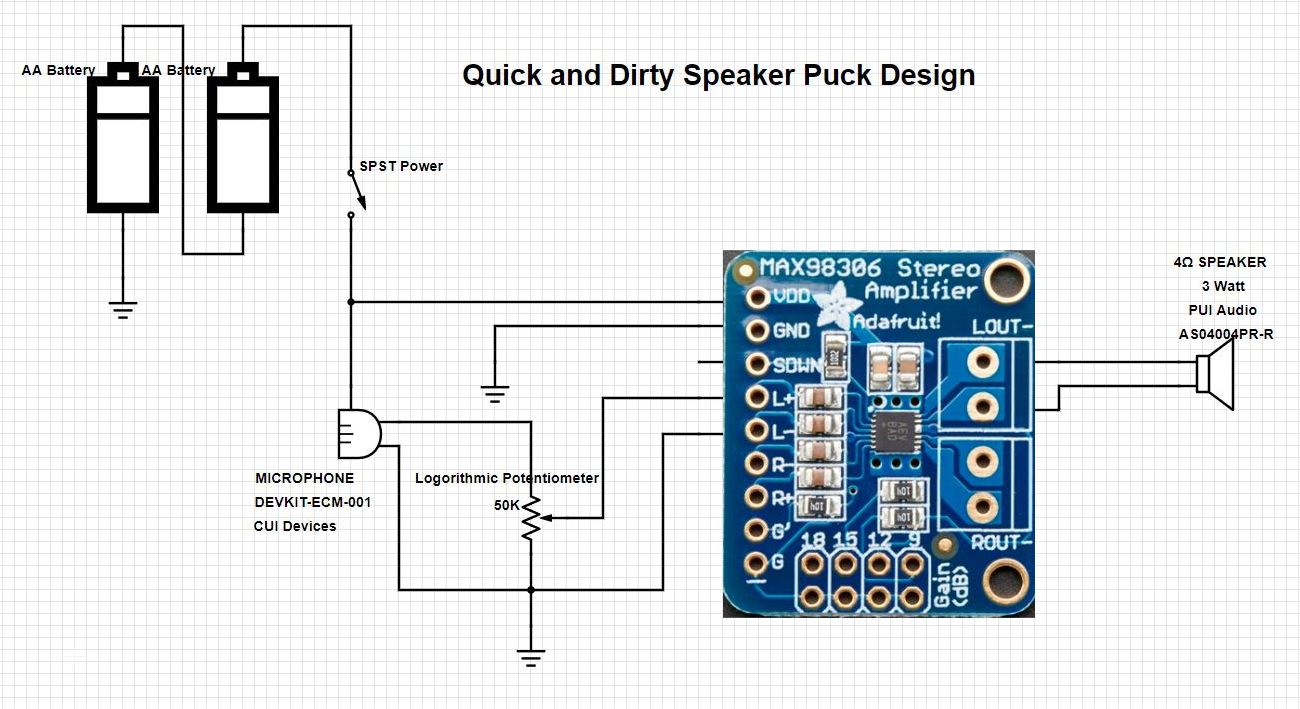 Quick and Dirty Speaker Puck Design
AA Battery
AA Battery
SPST Power
4Ω SPEAKER
3 Watt
PUI Audio
AS04004PR-R
MAX98306 Stereo
Amplifier
VDD
Adafruit!
GND
LOUT-
SDWN
L+
L-
R-
R+
G'
G
18 15 12 9
ROUT-
Gain
(dB)
MICROPHONE
DEVKIT-ECM-001
CUI Devices
Logorithmic Potentiometer
50K